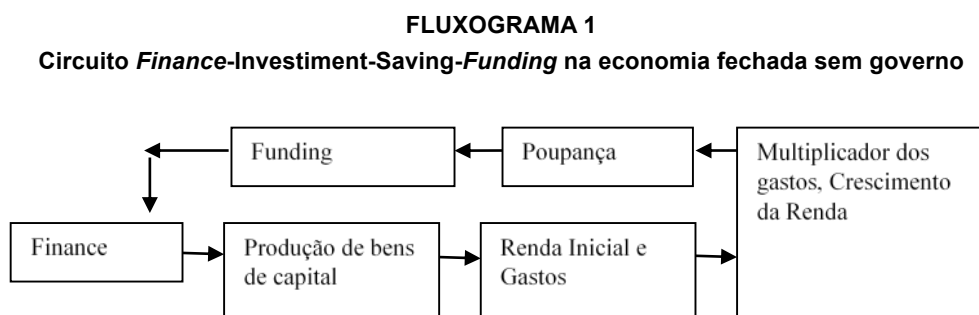 FLUXOGRAMA 1
Circuito Finance-Investiment-Saving-Funding na economia fechada sem governo
Funding
Poupança
Multiplicador dos
gastos, Crescimento
da Renda
Finance
Produção de bens
de capital
Renda Inicial e
Gastos